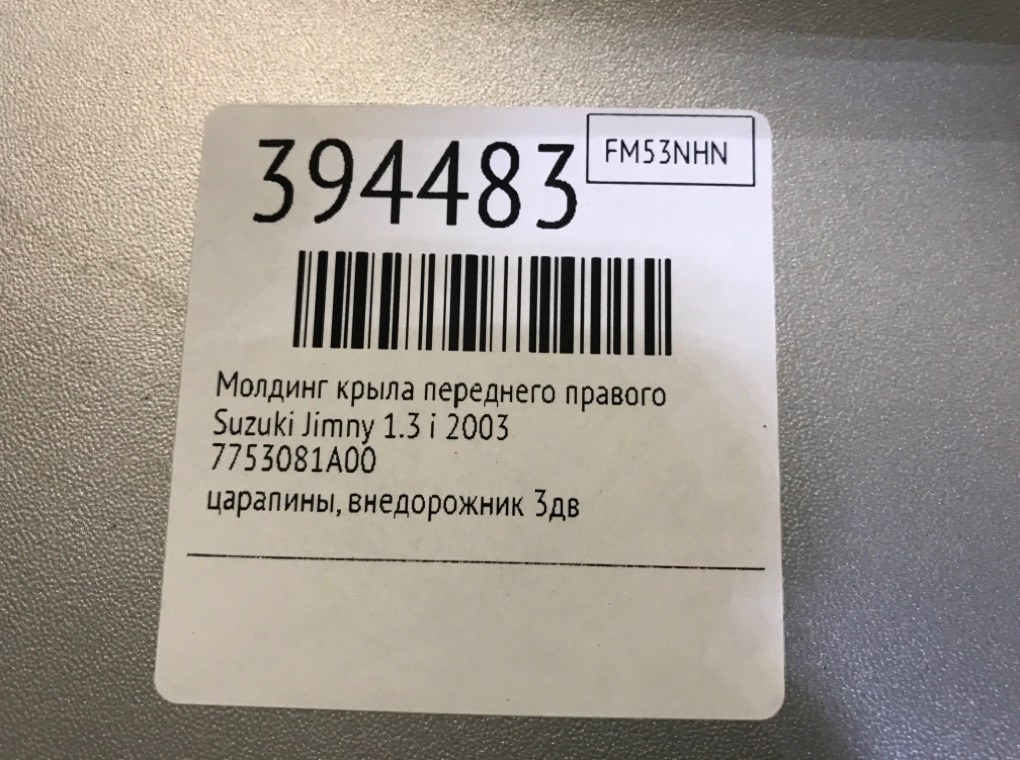 394483
FM53NHN
Молдинг крыла переднего правого
Suzuki Jimny 1.3 i 2003
7753081A00
царапины, внедорожник 3дв